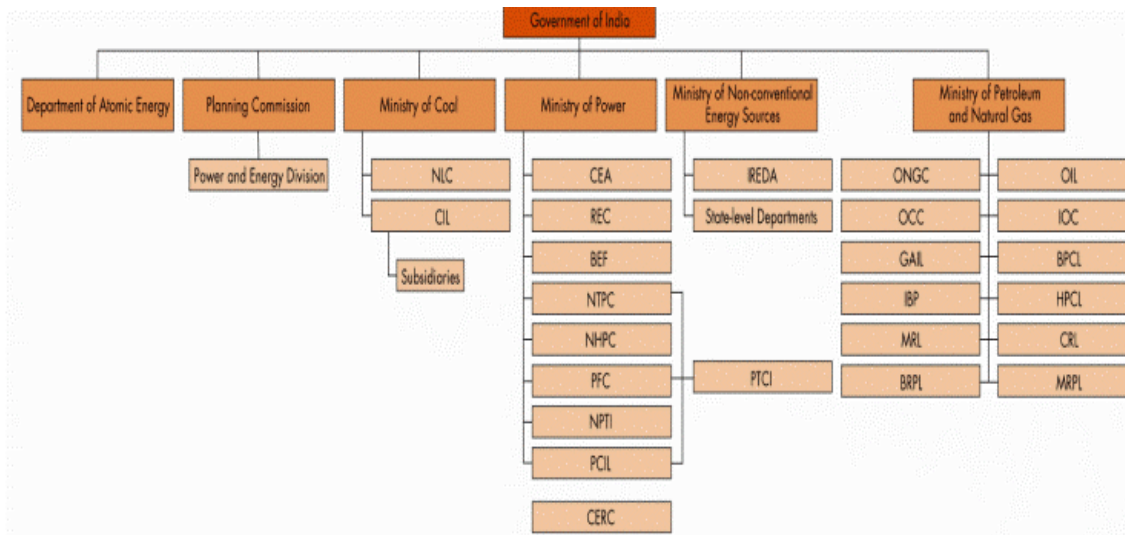 Government of India
Department of Atomic Energy
Planning Commission
Ministry of Coal
Ministry of Power
Ministry of Non-conventional
Energy Sources
Ministry of Petroleum
and Natural Gas
Power and Energy Division
NLC
CIL
Subsidiaries
CEA
REC
BEF
NTPC
NHPC
PFC
NPTI
PCIL
CERC
IREDA
State-level Departments
PTCI
ONGC
OIL
OCC
IOC
GAIL
BPCL
IBP
HPCL
MRL
CRL
BRPL
MRPL